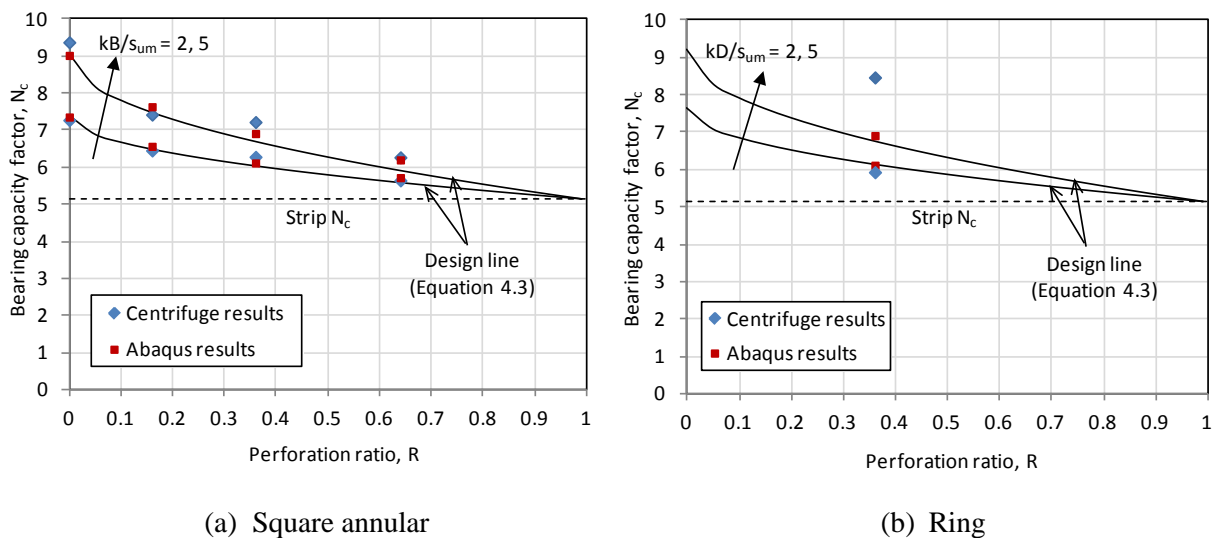 10
9
8
7
6
5
4
3
2
1
0
Bearing capacity factor, Nc
kB/sum = 2, 5
Strip Nc
Design line
(Equation 4.3)
Centrifuge results
Abaqus results
0 0.1 0.2 0.3 0.4 0.5 0.6 0.7 0.8 0.9 1
Perforation ratio, R
(a) Square annular
10
9
8
7
6
5
4
3
2
1
0
Bearing capacity factor, Nc
kD/sum = 2, 5
Strip Nc
Design line
(Equation 4.3)
Centrifuge results
Abaqus results
0 0.1 0.2 0.3 0.4 0.5 0.6 0.7 0.8 0.9 1
Perforation ratio, R
(b) Ring